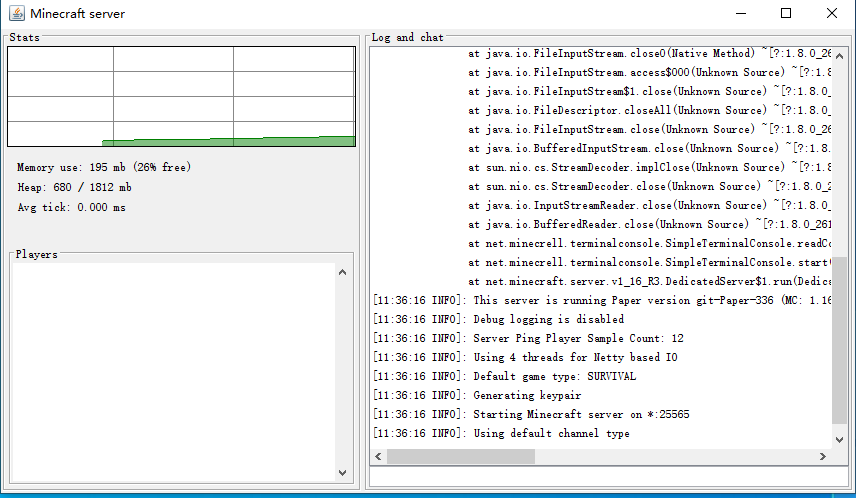 Minecraft server
Stats
Memory use: 195 mb (26% free)
Heap: 680 / 1812 mb
Avg tick: 0.000 ms
Players
Log and chat
at java.io.FileInputStream.close0(Native Method) ~[?:1.8.0_26
at java.io.FileInputStream.access$000(Unknown Source) ~[?:1.8
at java.io.FileInputStream$1.close(Unknown Source) ~[?:1.8.0_
at java.io.FileDescriptor.closeAll(Unknown Source) ~[?:1.8.0_
at java.io.FileInputStream.close(Unknown Source) ~[?:1.8.0_26
at java.io.BufferedInputStream.close(Unknown Source) ~[?:1.8.
at sun.nio.cs.StreamDecoder.implClose(Unknown Source) ~[?:1.8
at sun.nio.cs.StreamDecoder.close(Unknown Source) ~[?:1.8.0_2
at java.io.InputStreamReader.close(Unknown Source) ~[?:1.8.0_
at java.io.BufferedReader.close(Unknown Source) ~[?:1.8.0_261
at net.minecrell.terminalconsole.SimpleTerminalConsole.readCo
at net.minecrell.terminalconsole.SimpleTerminalConsole.start(
at net.minecraft.server.v1_16_R3.DedicatedServer$1.run(Dedic
[11:36:16 INFO]: This server is running Paper version git-Paper-336 (MC: 1.16
[11:36:16 INFO]: Debug logging is disabled
[11:36:16 INFO]: Server Ping Player Sample Count: 12
[11:36:16 INFO]: Using 4 threads for Netty based IO
[11:36:16 INFO]: Default game type: SURVIVAL
[11:36:16 INFO]: Generating keypair
[11:36:16 INFO]: Starting Minecraft server on *:25565
[11:36:16 INFO]: Using default channel type